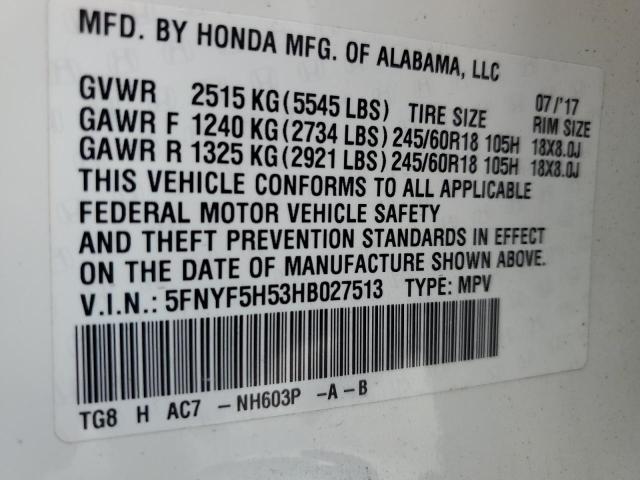 MFD. BY HONDA MFG. OF ALABAMA, LLC
GVWR 2515 KG (5545 LBS) TIRE SIZE 07/'17 RIM SIZE
GAWR F 1240 KG (2734 LBS) 245/60R18 105H 18X8.0J
GAWR R 1325 KG (2921 LBS) 245/60R18 105H 18X8.0J
THIS VEHICLE CONFORMS TO ALL APPLICABLE
FEDERAL MOTOR VEHICLE SAFETY
AND THEFT PREVENTION STANDARDS IN EFFECT
ON THE DATE OF MANUFACTURE SHOWN ABOVE.
V.I.N.: 5FNYF5H53HB027513 TYPE: MPV
TG8 H AC7 -NH603P -A-B